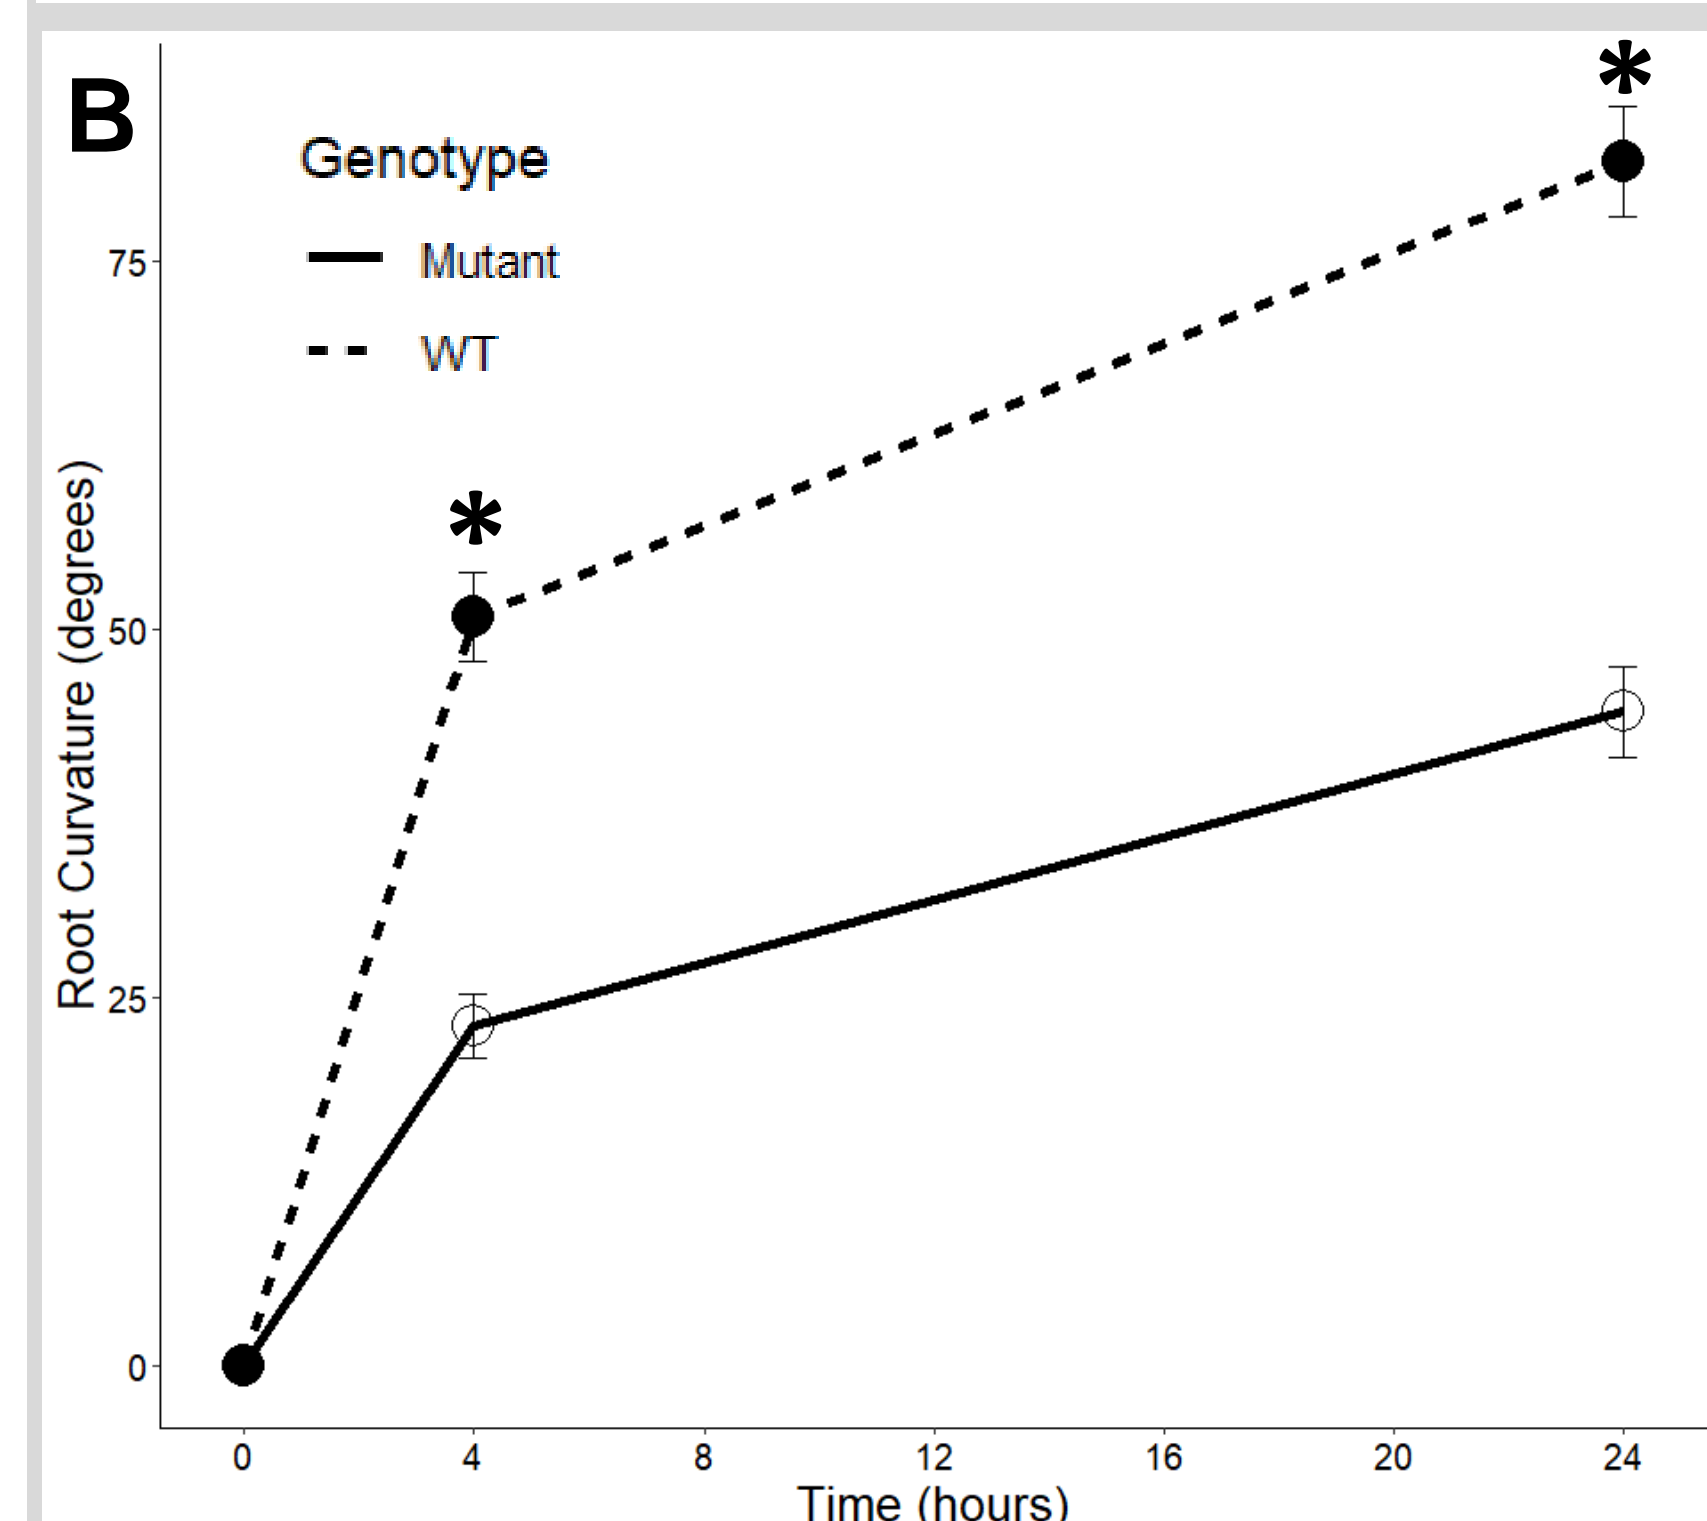 B
*
Genotype
Mutant
WT
*
Root Curvature (degrees)
75
50
25
0
0 4 8 12 16 20 24
Time (hours)